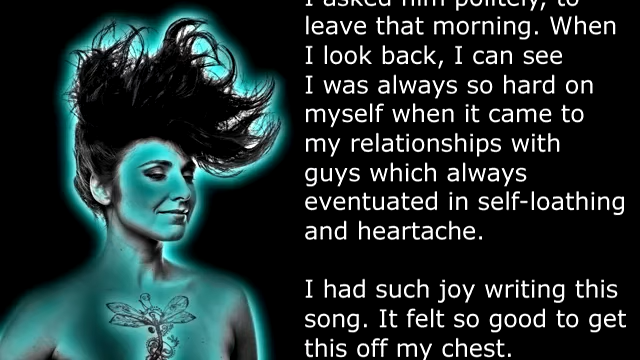 I asked him politely, to
leave that morning. When
I look back, I can see
I was always so hard on
myself when it came to
my relationships with
guys which always
eventuated in self-loathing
and heartache.
I had such joy writing this
song. It felt so good to get
this off my chest.